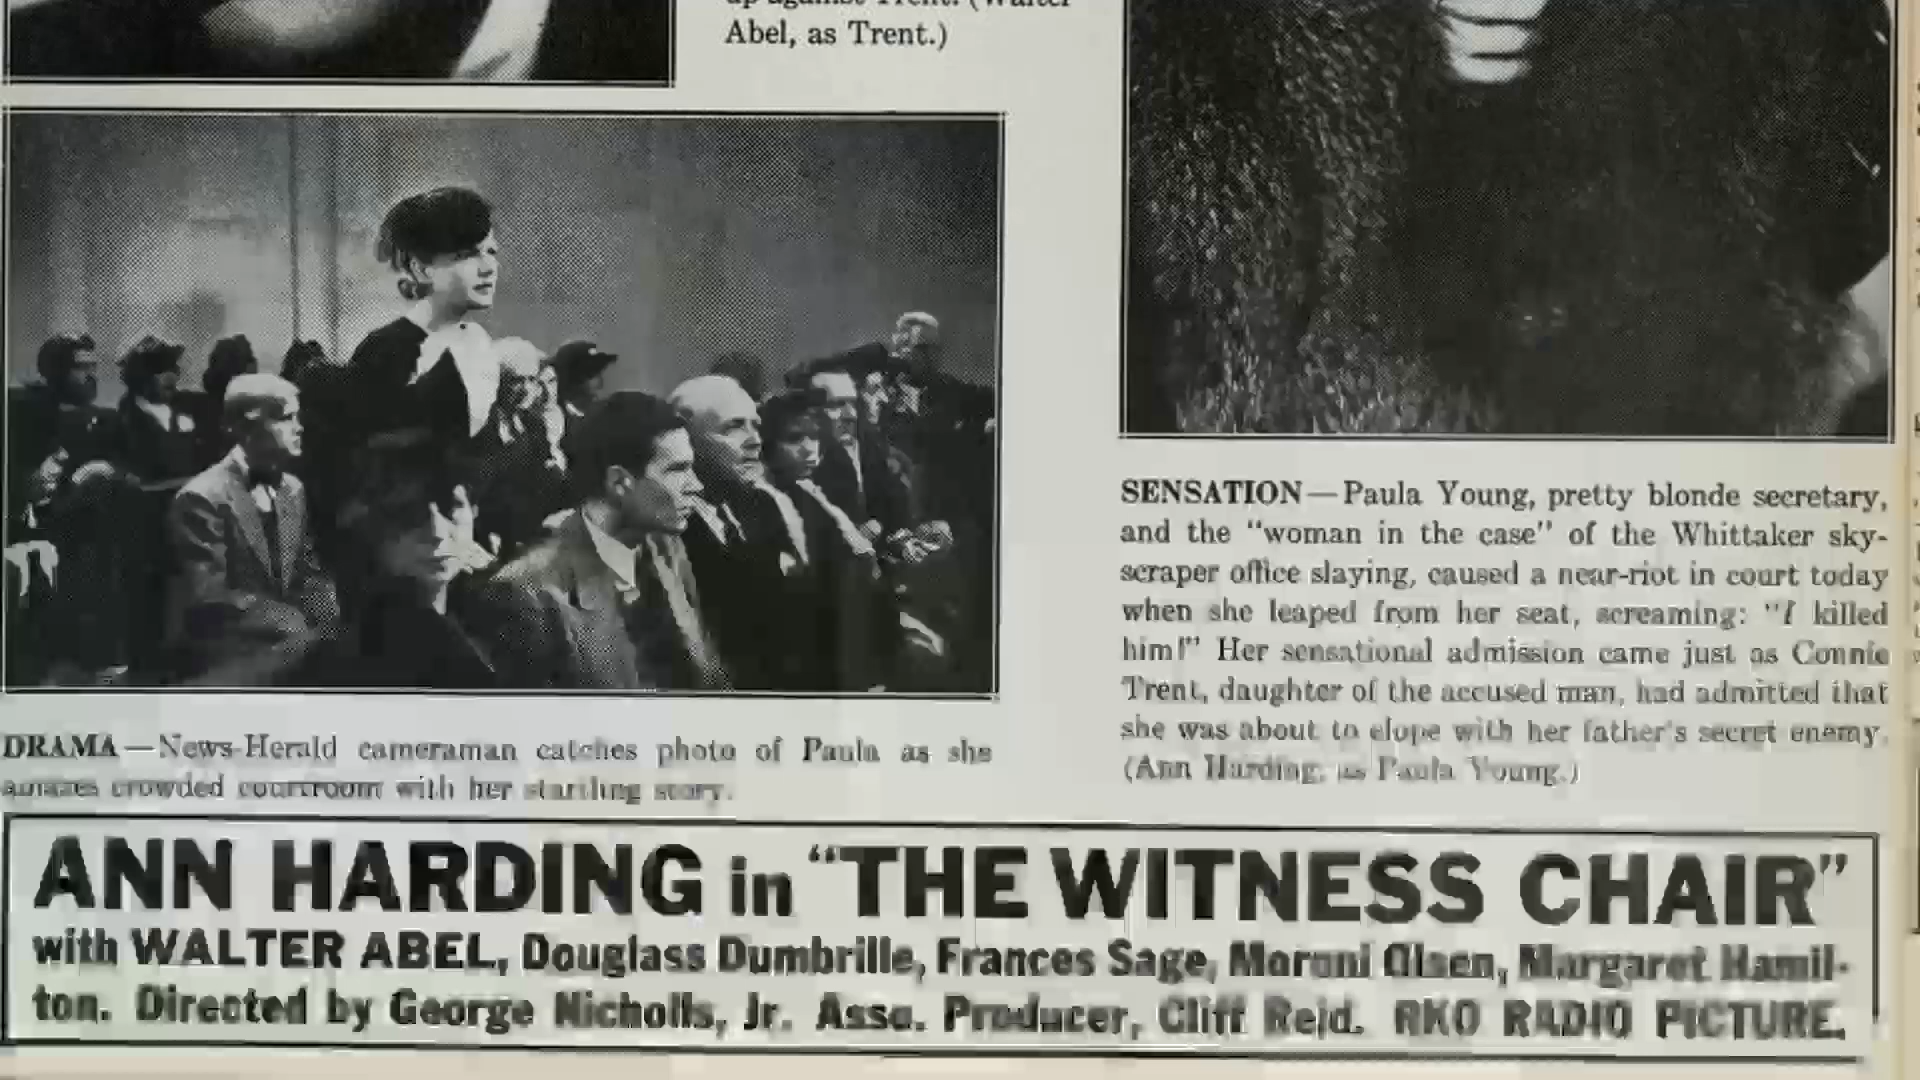 Abel, as Trent.)
DRAMA—News-Herald cameraman catches photo of Paula as she
amazes crowded courtroom with her startling story.
SENSATION—Paula Young, pretty blonde secretary,
and the "woman in the case" of the Whittaker sky-
scraper office slaying, caused a near-riot in court today
when she leaped from her seat, screaming: "I killed
him!" Her sensational admission came just as Connie
Trent, daughter of the accused man, had admitted that
she was about to elope with her father's secret enemy.
(Ann Harding, as Paula Young.)
ANN HARDING in "THE WITNESS CHAIR"
with WALTER ABEL, Douglass Dumbrille, Frances Sage, Moroni Olsen, Margaret Hamil-
ton. Directed by George Nicholls, Jr. Asso. Producer, Cliff Reid. RKO RADIO PICTURE.